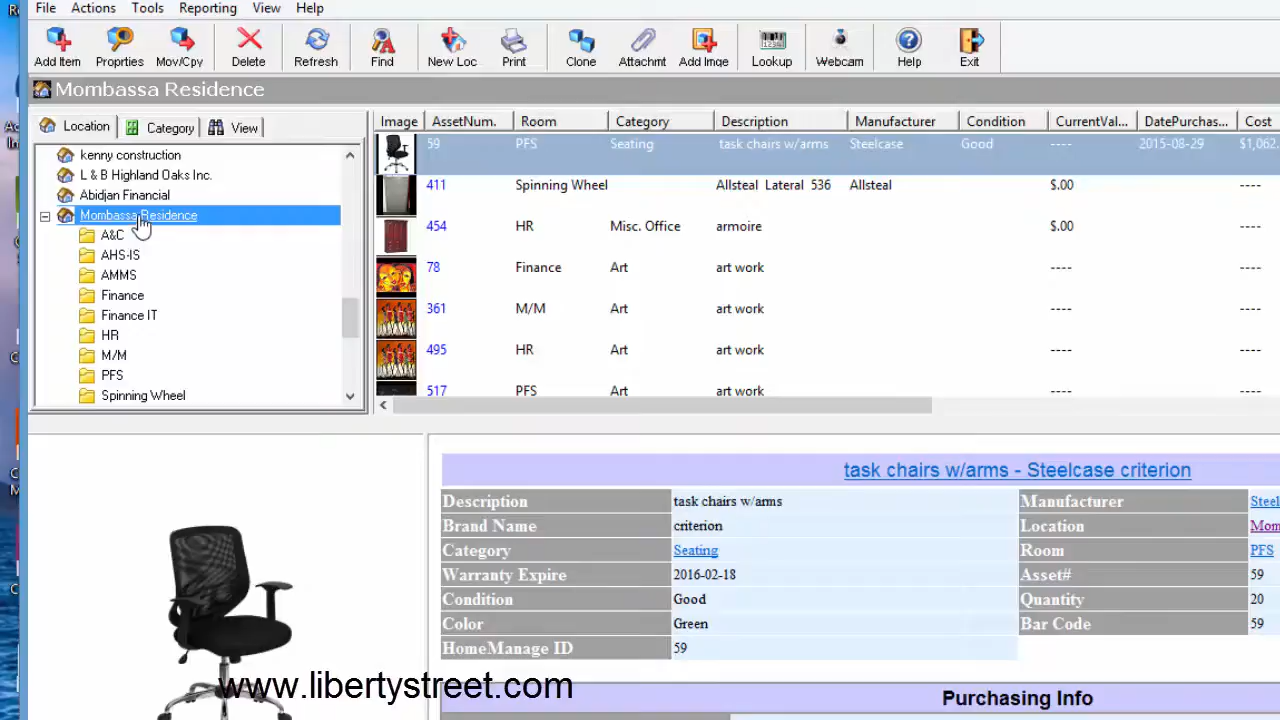 File Actions Tools Reporting View Help
Add Item Properties Mov/Cpy Delete Refresh Find New Loc Print Clone Attachmt Add Image Lookup Webcam Help Exit
Mombassa Residence
Location Category View
kenny construction
L & B Highland Oaks Inc.
Abidjan Financial
Mombassa Residence
A&C
AHS-IS
AMMS
Finance
Finance IT
HR
M/M
PFS
Spinning Wheel
Image AssetNum. Room Category Description Manufacturer Condition CurrentVal... DatePurchas... Cost
59 PFS Seating task chairs w/arms Steelcase Good ---- 2015-08-29 $1,062.
411 Spinning Wheel Allsteal Lateral 536 Allsteal $.00 ----
454 HR Misc. Office armoire $.00 ----
78 Finance Art art work ---- ----
361 M/M Art art work ---- ----
495 HR Art art work ---- ----
517 PFS Art art work ---- ----
task chairs w/arms - Steelcase criterion
Description task chairs w/arms Manufacturer Steel
Brand Name criterion Location Mom
Category Seating Room PFS
Warranty Expire 2016-02-18 Asset# 59
Condition Good Quantity 20
Color Green Bar Code 59
HomeManage ID 59
www.libertystreet.com
Purchasing Info